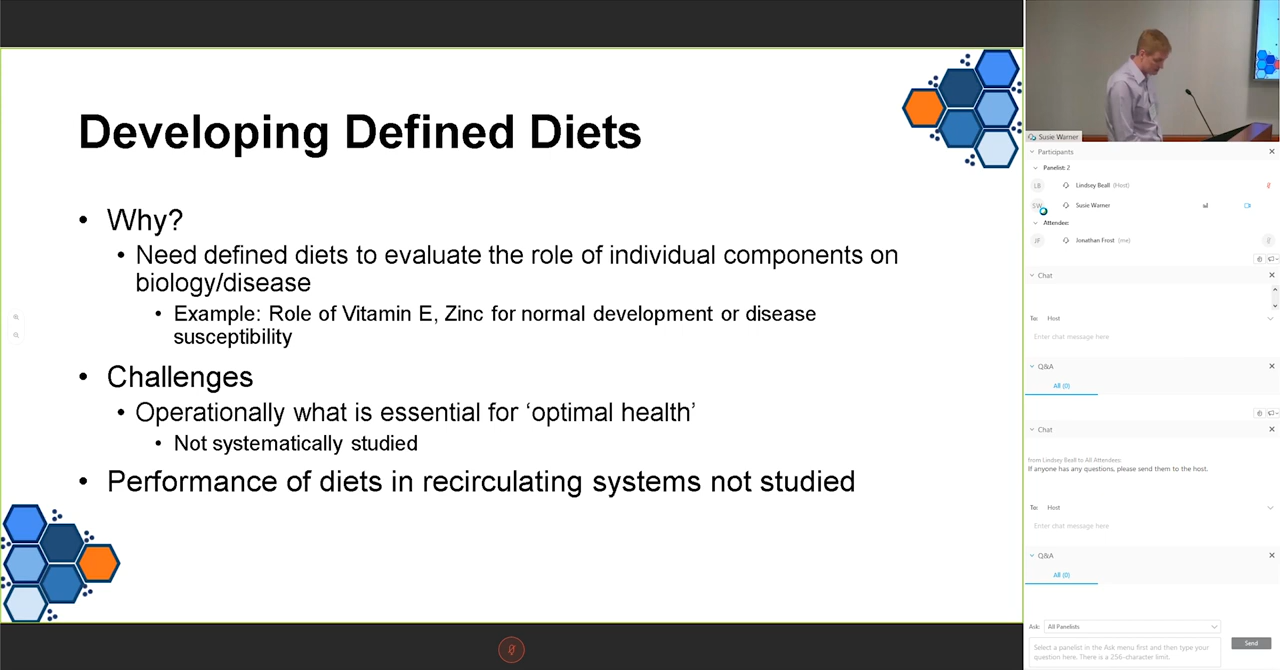 Developing Defined Diets
• Why?
• Need defined diets to evaluate the role of individual components on
biology/disease
• Example: Role of Vitamin E, Zinc for normal development or disease
susceptibility
• Challenges
• Operationally what is essential for ‘optimal health’
• Not systematically studied
• Performance of diets in recirculating systems not studied
Susie Warner
Participants
Panelist: 2
LB Lindsey Beall (Host)
SW Susie Warner
Attendee:
JF Jonathan Frost (me)
Chat
To: Host
Enter chat message here
Q&A
All (0)
Chat
From Lindsey Beall to All Attendees:
If anyone has any questions, please send them to the host.
To: Host
Enter chat message here
Q&A
All (0)
Ask: All Panelists
Select a panelist in the Ask menu first and then type your
question here. There is a 256-character limit.
Send